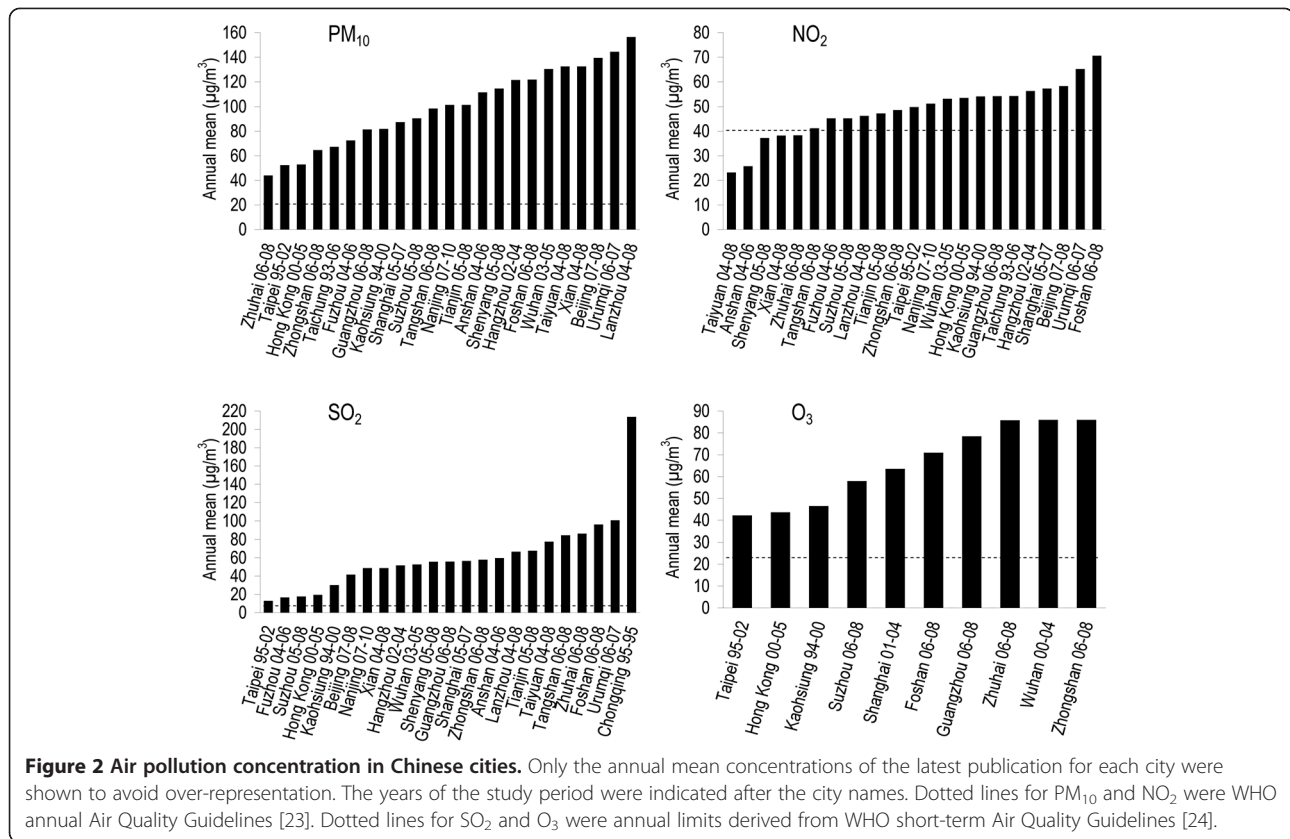 PM₁₀
Annual mean (µg/m³)
160
140
120
100
80
60
40
20
0
Zhuhai 06-08
Taipei 95-02
Hong Kong 00-05
Zhongshan 06-08
Taichung 93-06
Fuzhou 04-06
Guangzhou 06-08
Kaohsiung 94-00
Shanghai 05-07
Suzhou 05-08
Tangshan 06-08
Nanjing 07-10
Tianjin 05-08
Anshan 04-06
Shenyang 05-08
Hangzhou 02-04
Foshan 06-08
Wuhan 03-05
Taiyuan 04-08
Xian 04-08
Beijing 07-08
Urumqi 06-07
Lanzhou 04-08
NO₂
Annual mean (µg/m³)
80
70
60
50
40
30
20
10
0
Taiyuan 04-08
Anshan 04-06
Shenyang 05-08
Xian 04-08
Zhuhai 06-08
Tangshan 06-08
Fuzhou 04-06
Suzhou 05-08
Lanzhou 04-08
Tianjin 05-08
Zhongshan 06-08
Taipei 95-02
Nanjing 07-10
Wuhan 03-05
Hong Kong 00-05
Kaohsiung 94-00
Guangzhou 06-08
Taichung 93-06
Hangzhou 02-04
Shanghai 05-07
Beijing 07-08
Urumqi 06-07
Foshan 06-08
SO₂
Annual mean (µg/m³)
220
200
180
160
140
120
100
80
60
40
20
0
Taipei 95-02
Fuzhou 04-06
Suzhou 05-08
Hong Kong 00-05
Kaohsiung 94-00
Beijing 07-08
Nanjing 07-10
Xian 04-08
Hangzhou 02-04
Wuhan 03-05
Shenyang 05-08
Guangzhou 06-08
Shanghai 05-07
Zhongshan 06-08
Anshan 04-06
Lanzhou 04-08
Tianjin 05-08
Taiyuan 04-08
Tangshan 06-08
Zhuhai 06-08
Foshan 06-08
Urumqi 06-07
Chongqing 95-95
O₃
Annual mean (µg/m³)
90
80
70
60
50
40
30
20
10
0
Taipei 95-02
Hong Kong 00-05
Kaohsiung 94-00
Suzhou 06-08
Shanghai 01-04
Foshan 06-08
Guangzhou 06-08
Zhuhai 06-08
Wuhan 00-04
Zhongshan 06-08
Figure 2 Air pollution concentration in Chinese cities. Only the annual mean concentrations of the latest publication for each city were
shown to avoid over-representation. The years of the study period were indicated after the city names. Dotted lines for PM₁₀ and NO₂ were WHO
annual Air Quality Guidelines [23]. Dotted lines for SO₂ and O₃ were annual limits derived from WHO short-term Air Quality Guidelines [24].